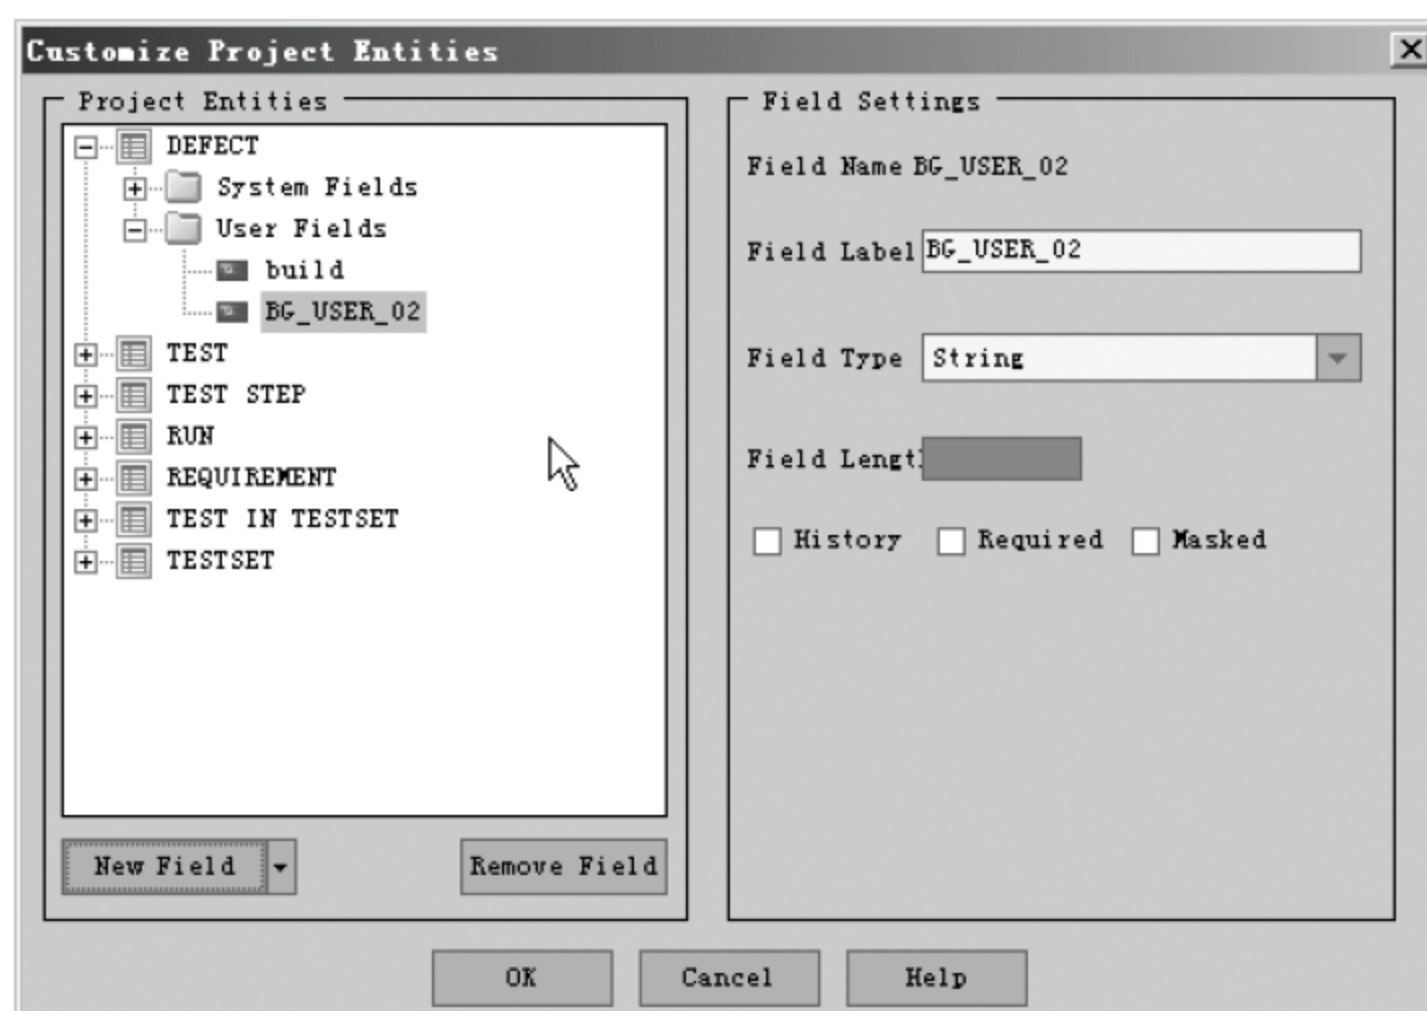 Customize Project Entities
Project Entities
DEFECT
System Fields
User Fields
build
BG_USER_02
TEST
TEST STEP
RUN
REQUIREMENT
TEST IN TESTSET
TESTSET
New Field
Remove Field
Field Settings
Field Name BG_USER_02
Field Label BG_USER_02
Field Type String
Field Lengt
History Required Masked
OK Cancel Help